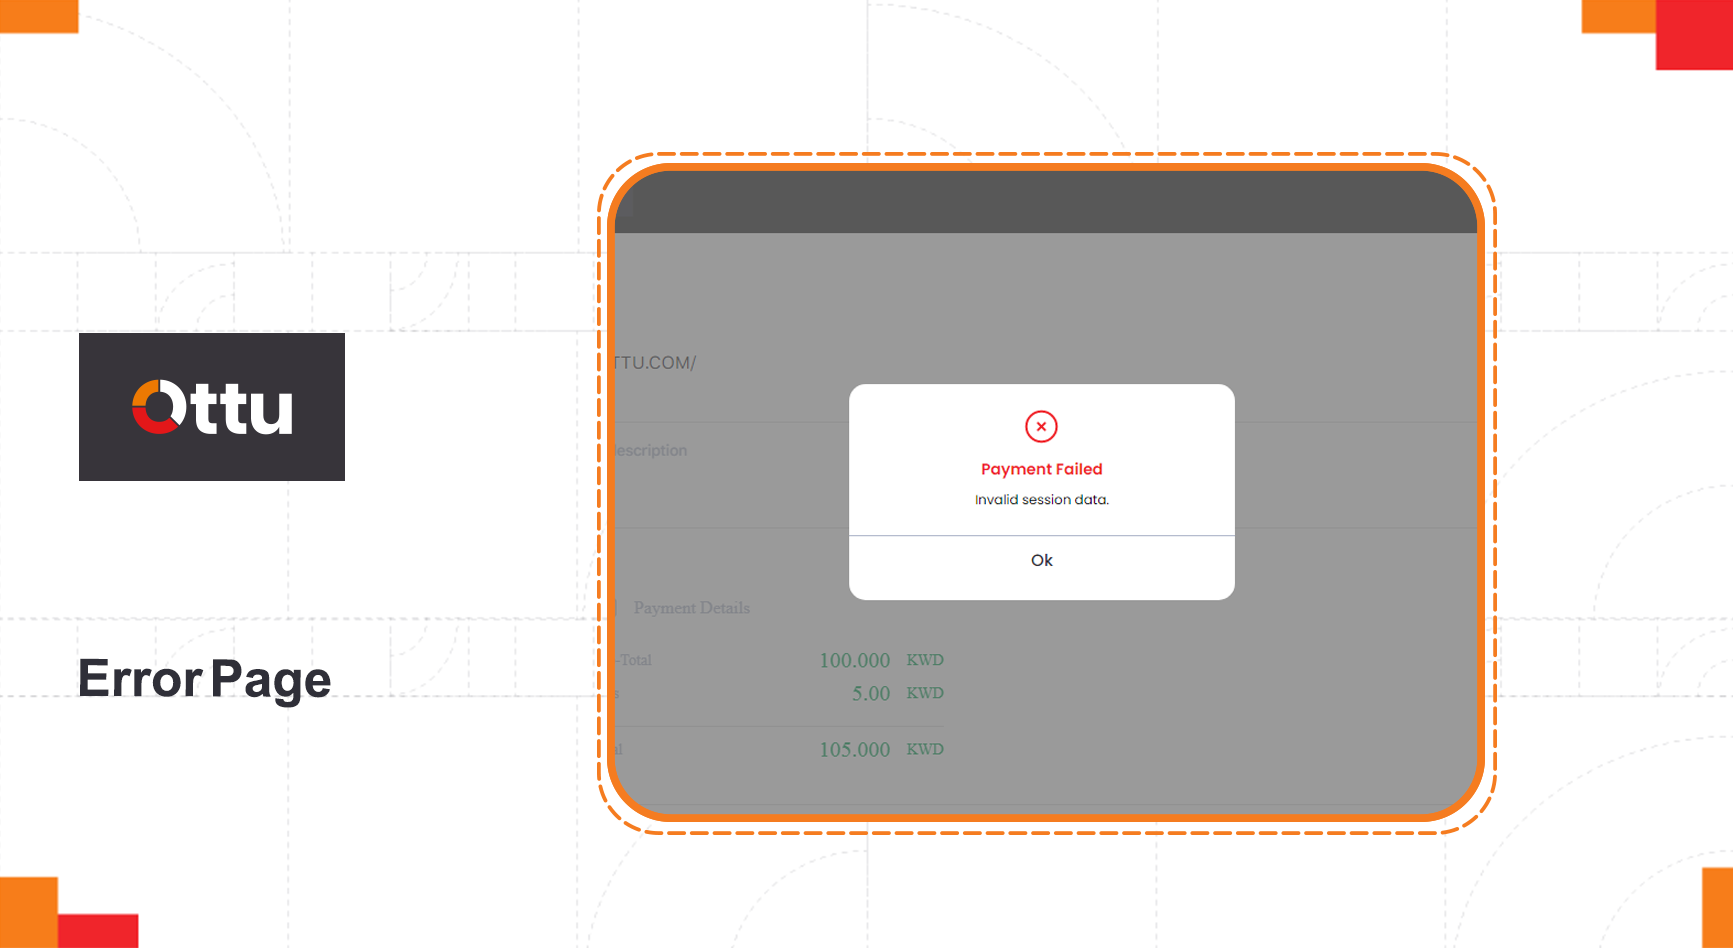 Ottu
Error Page
TTU.COM/
escription
Payment Failed
Invalid session data.
Ok
Payment Details
-Total 100.000 KWD
s 5.00 KWD
al 105.000 KWD